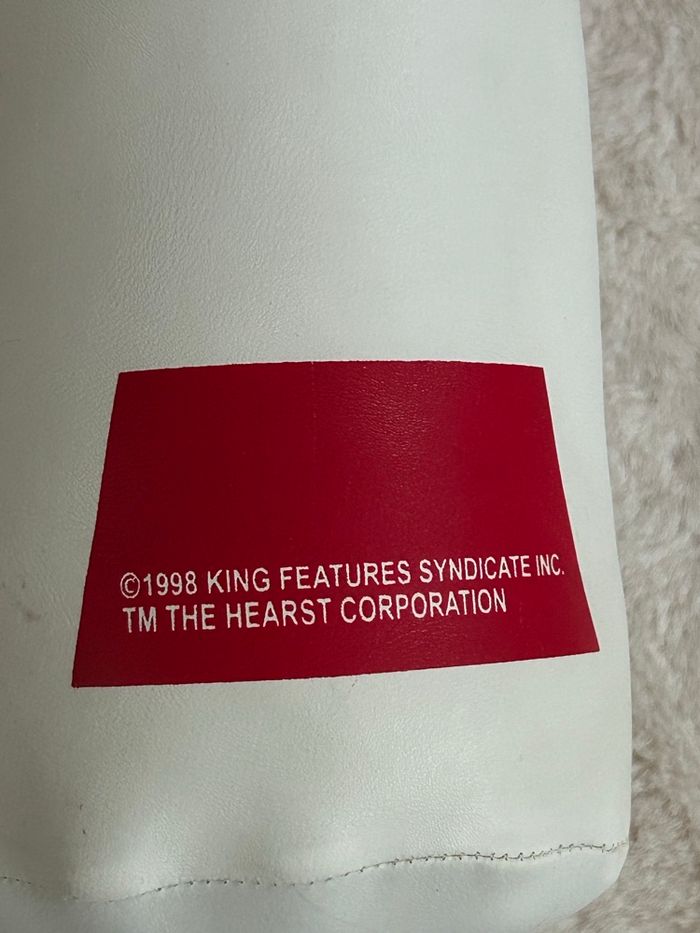 ©1998 KING FEATURES SYNDICATE INC.
TM THE HEARST CORPORATION